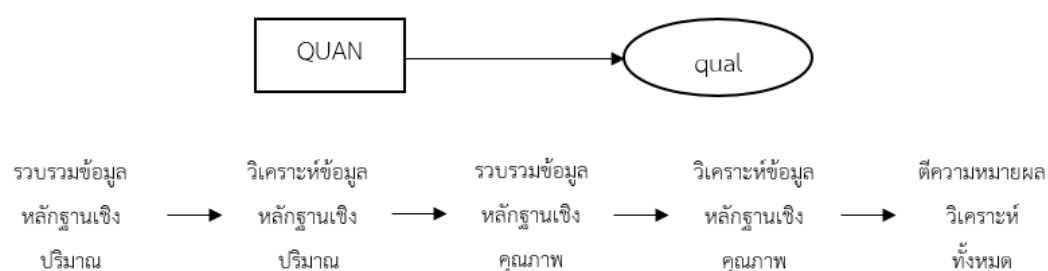 QUAN
qual
รวบรวมข้อมูล
หลักฐานเชิง
ปริมาณ
วิเคราะห์ข้อมูล
หลักฐานเชิง
ปริมาณ
รวบรวมข้อมูล
หลักฐานเชิง
คุณภาพ
วิเคราะห์ข้อมูล
หลักฐานเชิง
คุณภาพ
ตีความหมายผล
วิเคราะห์
ทั้งหมด